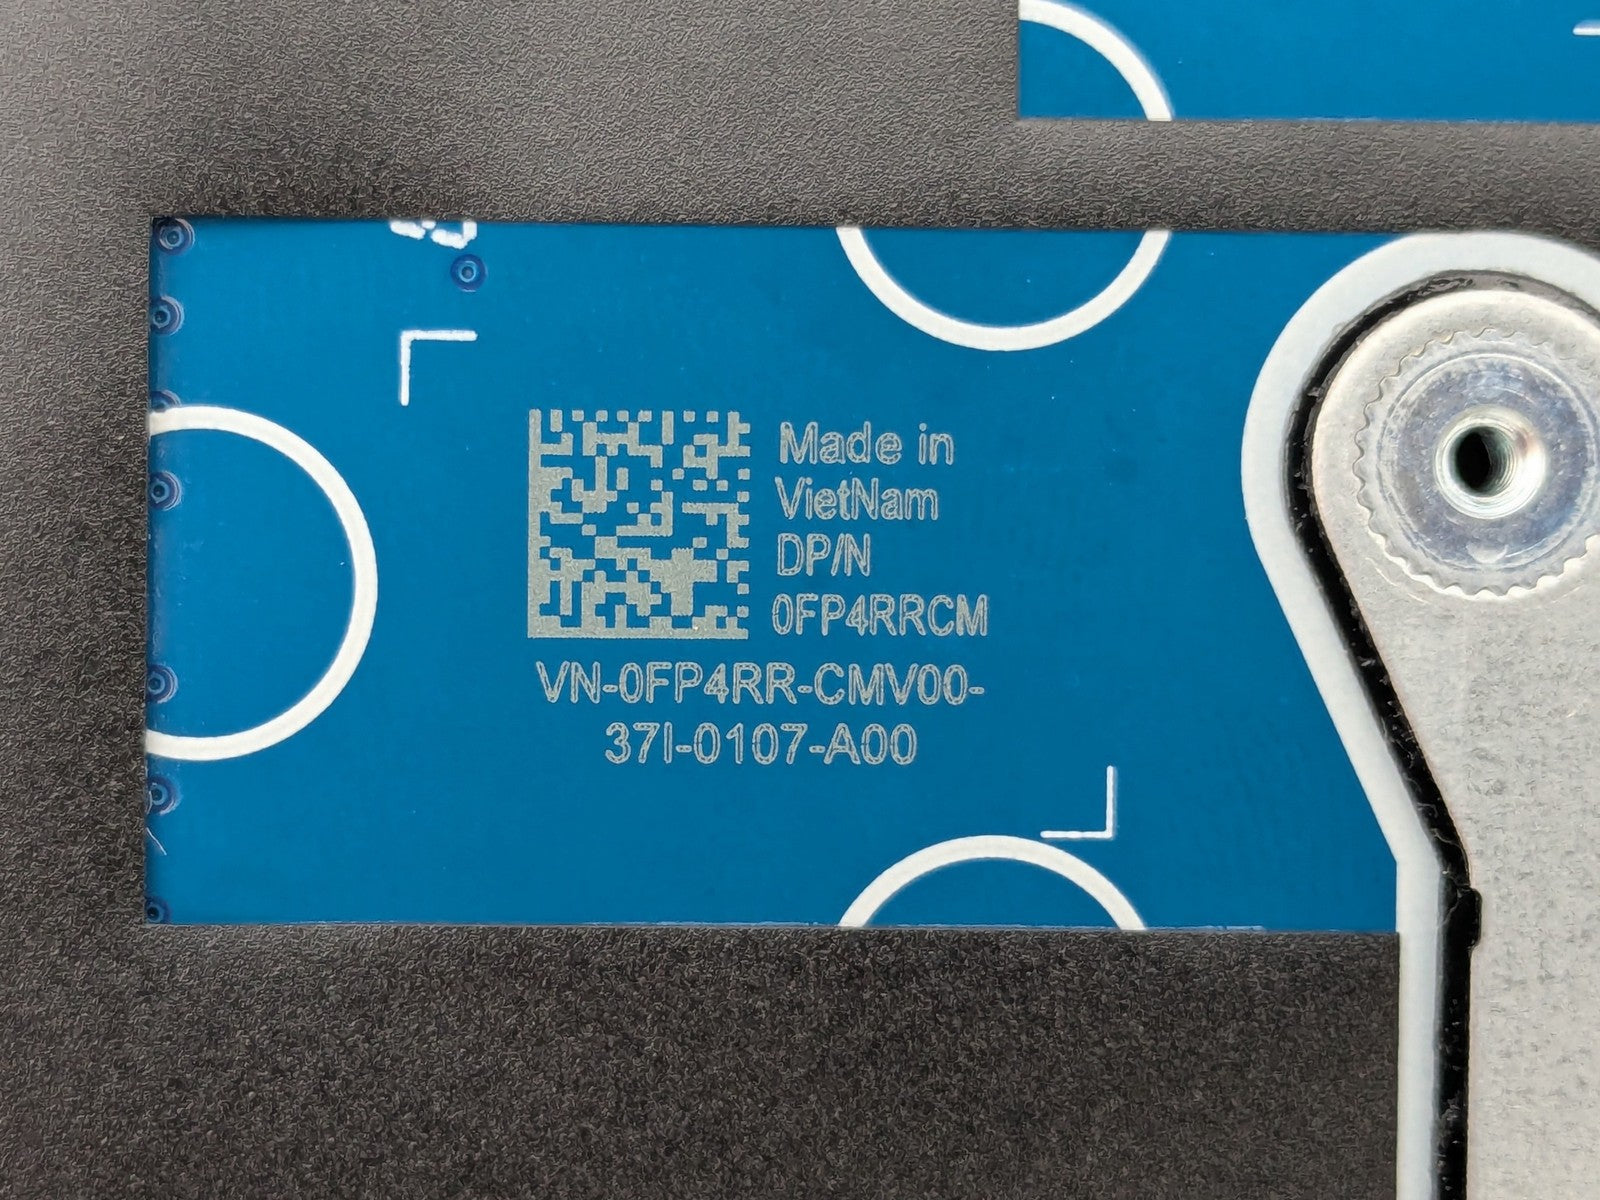 Made in
VietNam
DP/N
0FP4RRCM
VN-0FP4RR-CMV00-
37I-0107-A00